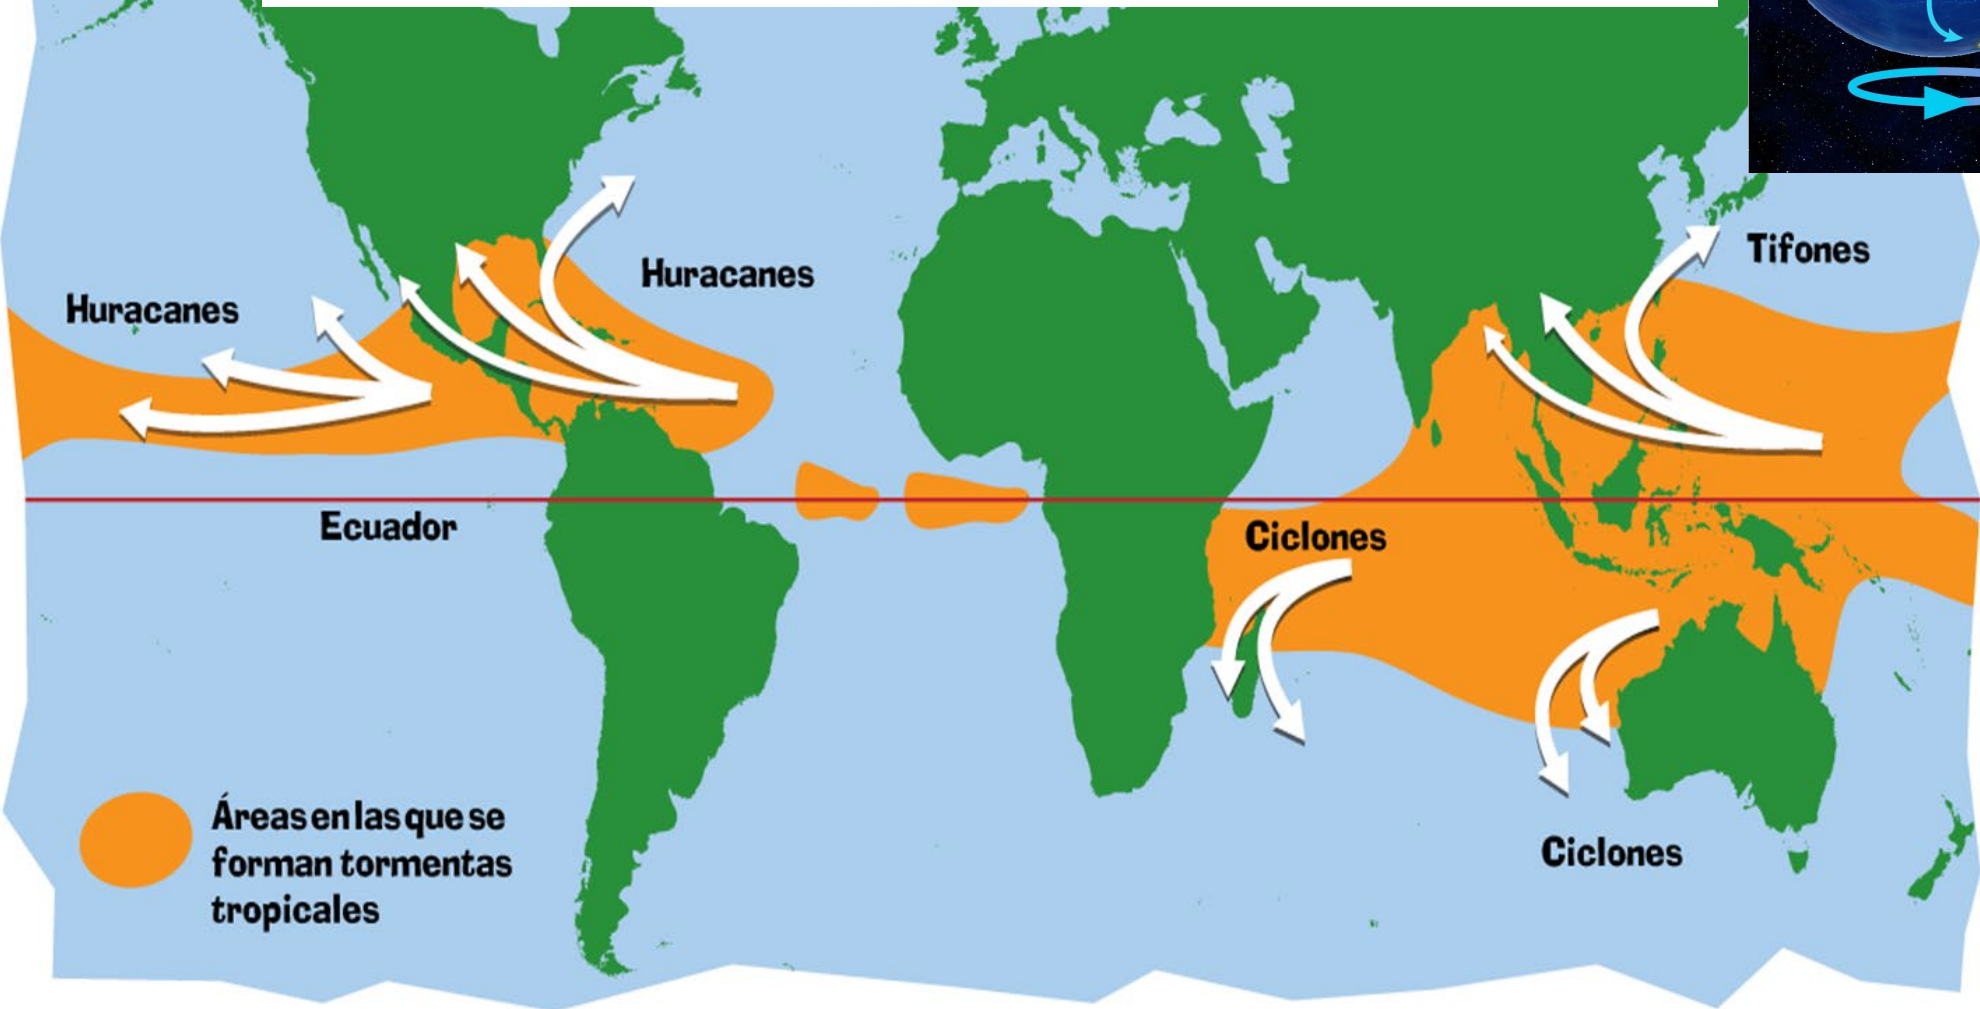 Tifones
Huracanes
Huracanes
Ecuador
Ciclones
Áreas en las que se
forman tormentas
tropicales
Ciclones